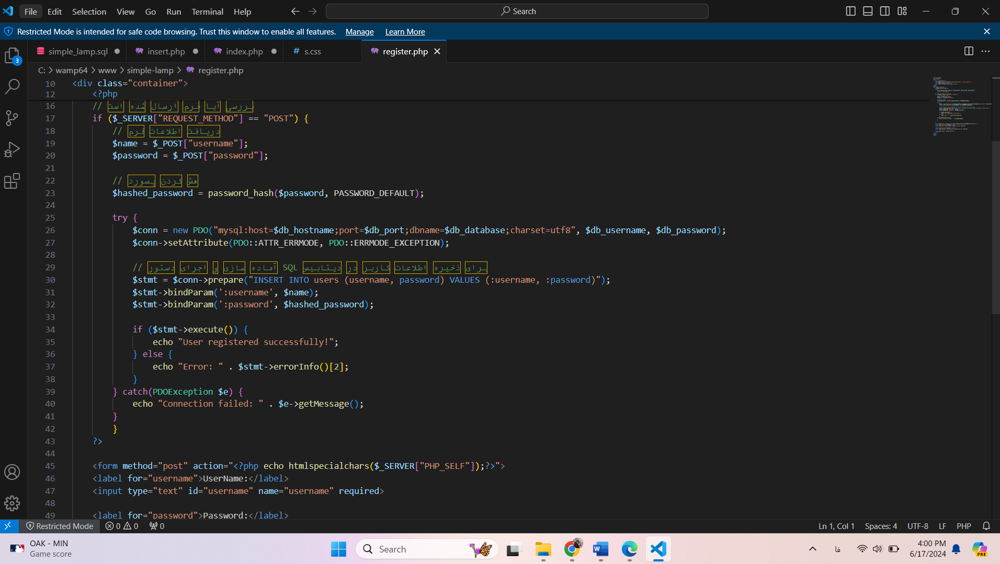 File Edit Selection View Go Run Terminal Help Search
Restricted Mode is intended for safe code browsing. Trust this window to enable all features. Manage Learn More
3
simple_lamp.sql insert.php index.php # s.css register.php
C: > wamp64 > www > simple-lamp > register.php
10 <div class="container">
12 <?php
16 // بررسی آیا فرم ارسال شده است
17 if ($_SERVER["REQUEST_METHOD"] == "POST") {
18 // دریافت اطلاعات فرم
19 $name = $_POST["username"];
20 $password = $_POST["password"];
21
22 // هش کردن پسورد
23 $hashed_password = password_hash($password, PASSWORD_DEFAULT);
24
25 try {
26 $conn = new PDO("mysql:host=$db_hostname;port=$db_port;dbname=$db_database;charset=utf8", $db_username, $db_password);
27 $conn->setAttribute(PDO::ATTR_ERRMODE, PDO::ERRMODE_EXCEPTION);
28
29 // آماده سازی و اجرای دستور SQL برای ذخیره اطلاعات کاربر در دیتابیس
30 $stmt = $conn->prepare("INSERT INTO users (username, password) VALUES (:username, :password)");
31 $stmt->bindParam(':username', $name);
32 $stmt->bindParam(':password', $hashed_password);
33
34 if ($stmt->execute()) {
35 echo "User registered successfully!";
36 } else {
37 echo "Error: " . $stmt->errorInfo()[2];
38 }
39 } catch(PDOException $e) {
40 echo "Connection failed: " . $e->getMessage();
41 }
42 }
43 ?>
44
45 <form method="post" action="<?php echo htmlspecialchars($_SERVER["PHP_SELF"]);?>">
46 <label for="username">UserName:</label>
47 <input type="text" id="username" name="username" required>
48
49 <label for="password">Password:</label>
Restricted Mode 0 0 0 Ln 1, Col 1 Spaces: 4 UTF-8 LF PHP
OAK - MIN
Game score
Search
فا
4:00 PM
6/17/2024
PRE